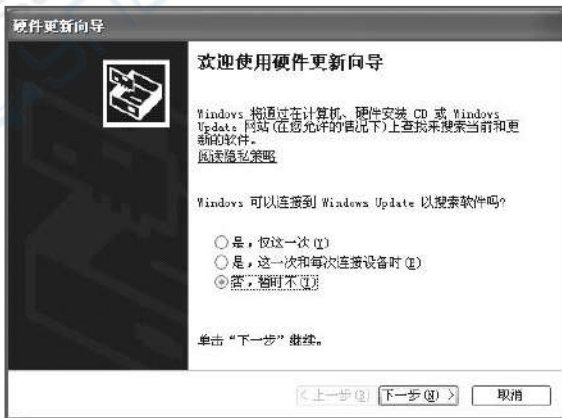 硬件更新向导
欢迎使用硬件更新向导
Windows 将通过在计算机、硬件安装 CD 或 Windows
Update 网站(在您允许的情况下)上查找来搜索当前和更
新的软件。
阅读隐私策略
Windows 可以连接到 Windows Update 以搜索软件吗?
是，仅这一次(Y)
是，这一次和每次连接设备时(E)
否，暂时不(T)
单击“下一步”继续。
< 上一步(B) 下一步(N) > 取消